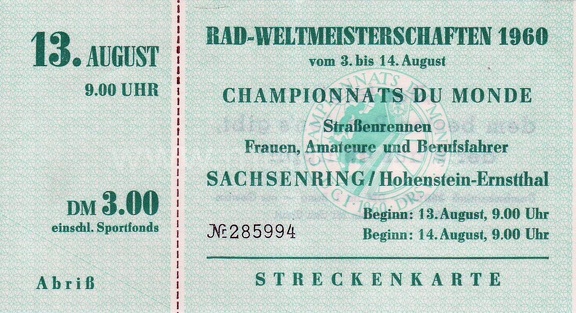 13. AUGUST
9.00 UHR
DM 3.00
einschl. Sportfonds
Abriß
RAD-WELTMEISTERSCHAFTEN 1960
vom 3. bis 14. August
CHAMPIONNATS DU MONDE
Straßenrennen
Frauen, Amateure und Berufsfahrer
SACHSENRING / Hohenstein-Ernstthal
Beginn: 13. August, 9.00 Uhr
№ 285994
Beginn: 14. August, 9.00 Uhr
STRECKENKARTE